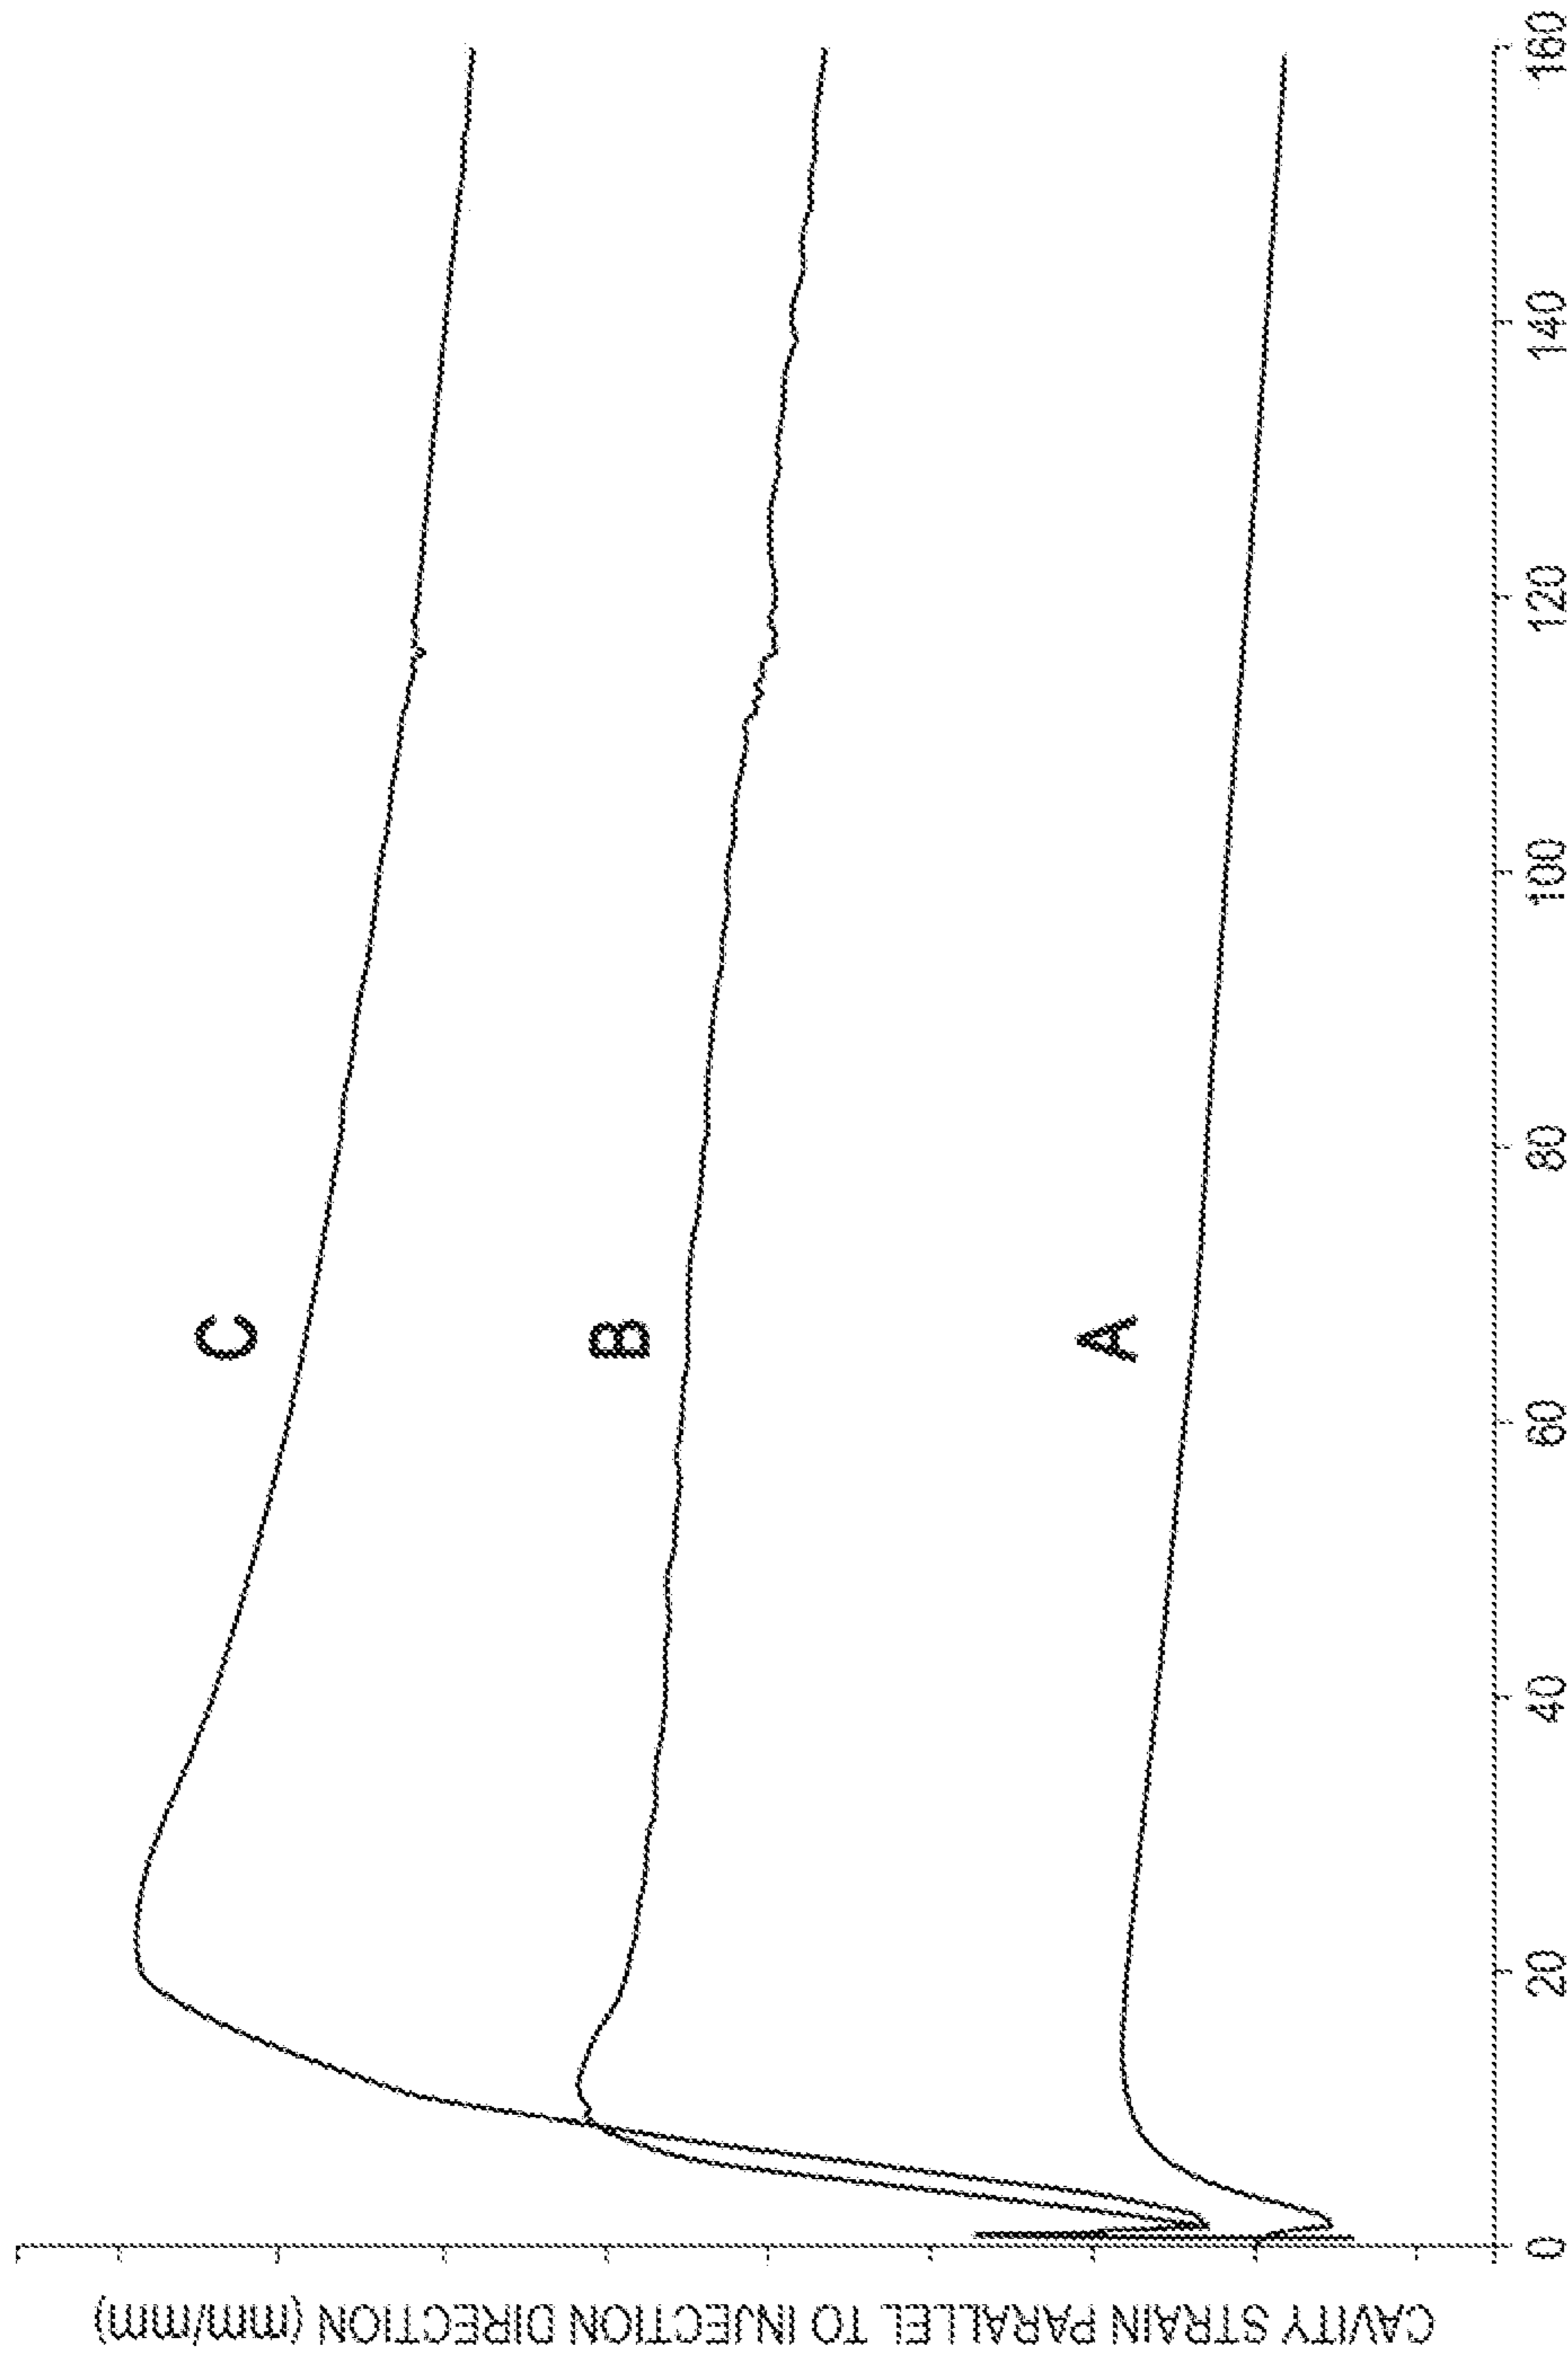 CAVITY STRAIN PARALLEL TO INJECTION DIRECTION (mm/mm)
C
B
A
0 20 40 60 80 100 120 140 160